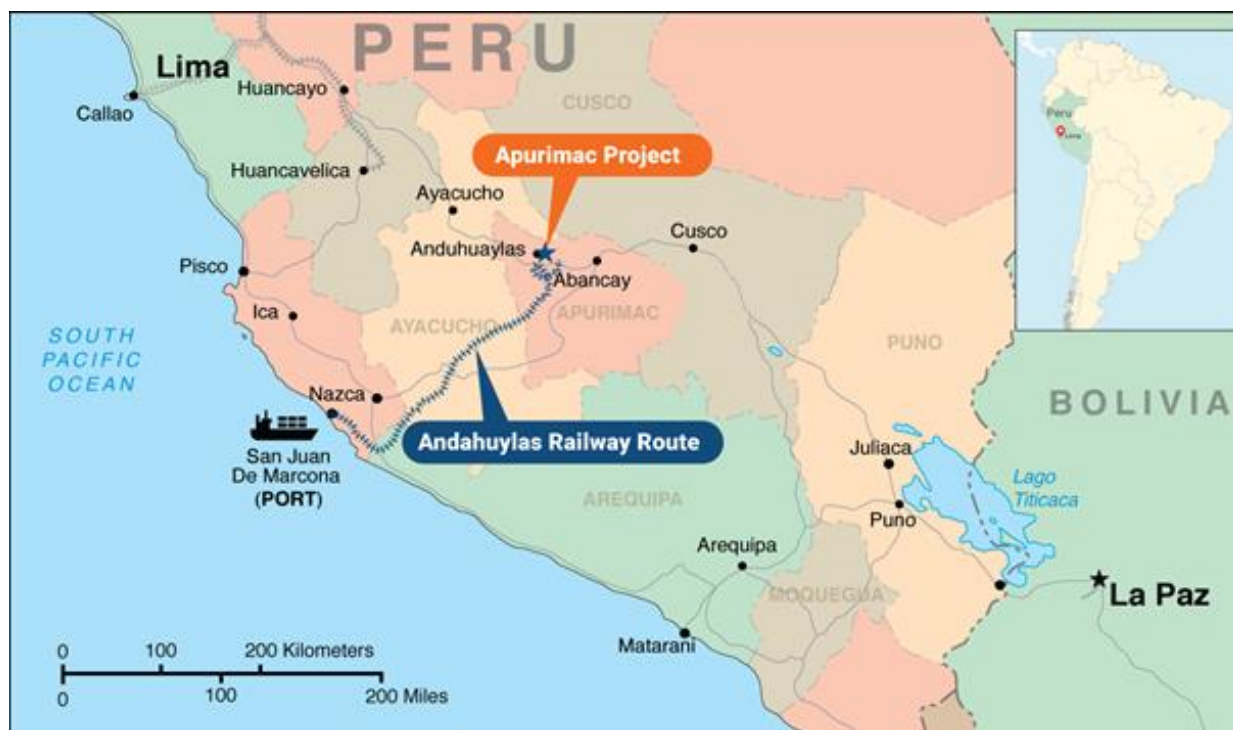 PERU
Lima
Huancayo
Callao
CUSCO
Apurimac Project
Huancavelica
Ayacucho
Cusco
Anduhuaylas
Pisco
Abancay
Ica
AYACUCHO
APURIMAC
PUNO
SOUTH
PACIFIC
OCEAN
Nazca
BOLIVIA
Andahuylas Railway Route
San Juan
De Marcona
(PORT)
Juliaca
Lago
Titicaca
AREQUIPA
Puno
Arequipa
MOQUEGUA
La Paz
Matarani
0 100 200 Kilometers
0 100 200 Miles
Peru
Lima